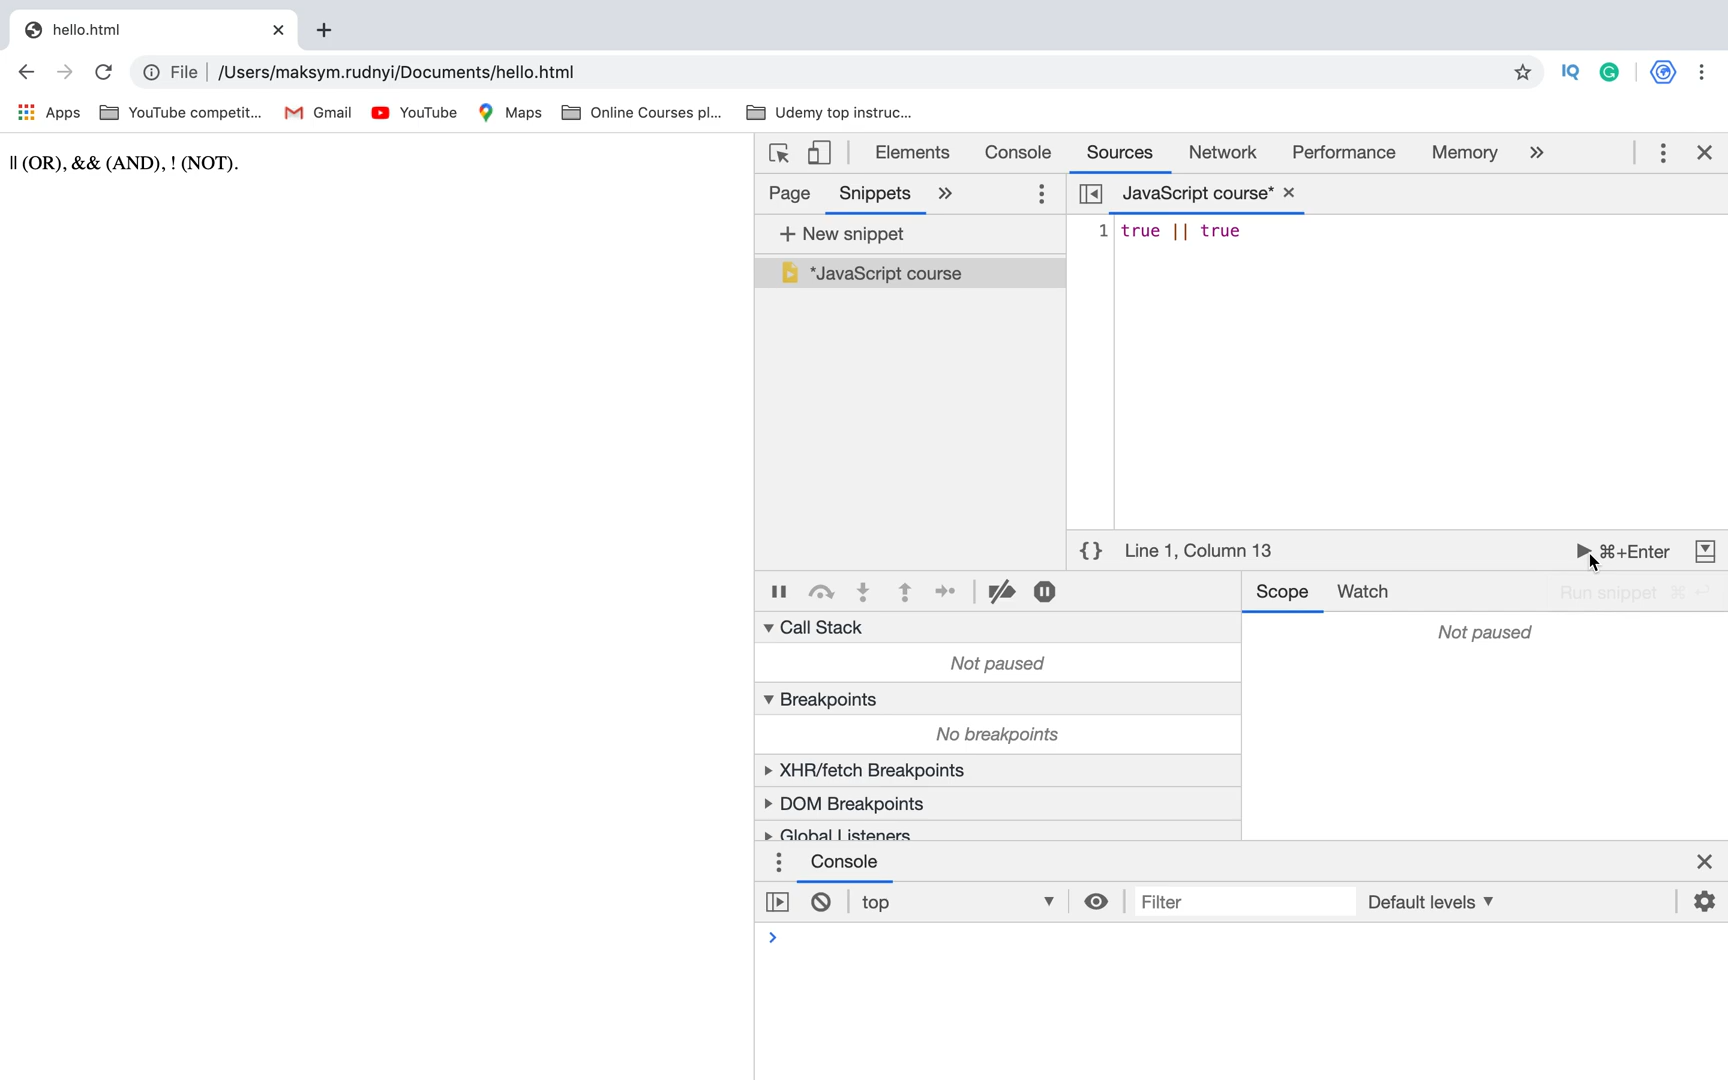 hello.html
File /Users/maksym.rudnyi/Documents/hello.html
IQ
Apps YouTube competit... Gmail YouTube Maps Online Courses pl... Udemy top instruc...
|| (OR), && (AND), ! (NOT).
Elements Console Sources Network Performance Memory
Page Snippets
JavaScript course*
+ New snippet
*JavaScript course
1 true || true
{} Line 1, Column 13 ⌘+Enter
Scope Watch Run snippet ⌘ ↵
Call Stack
Not paused
Not paused
Breakpoints
No breakpoints
XHR/fetch Breakpoints
DOM Breakpoints
Global Listeners
Console
top Filter Default levels